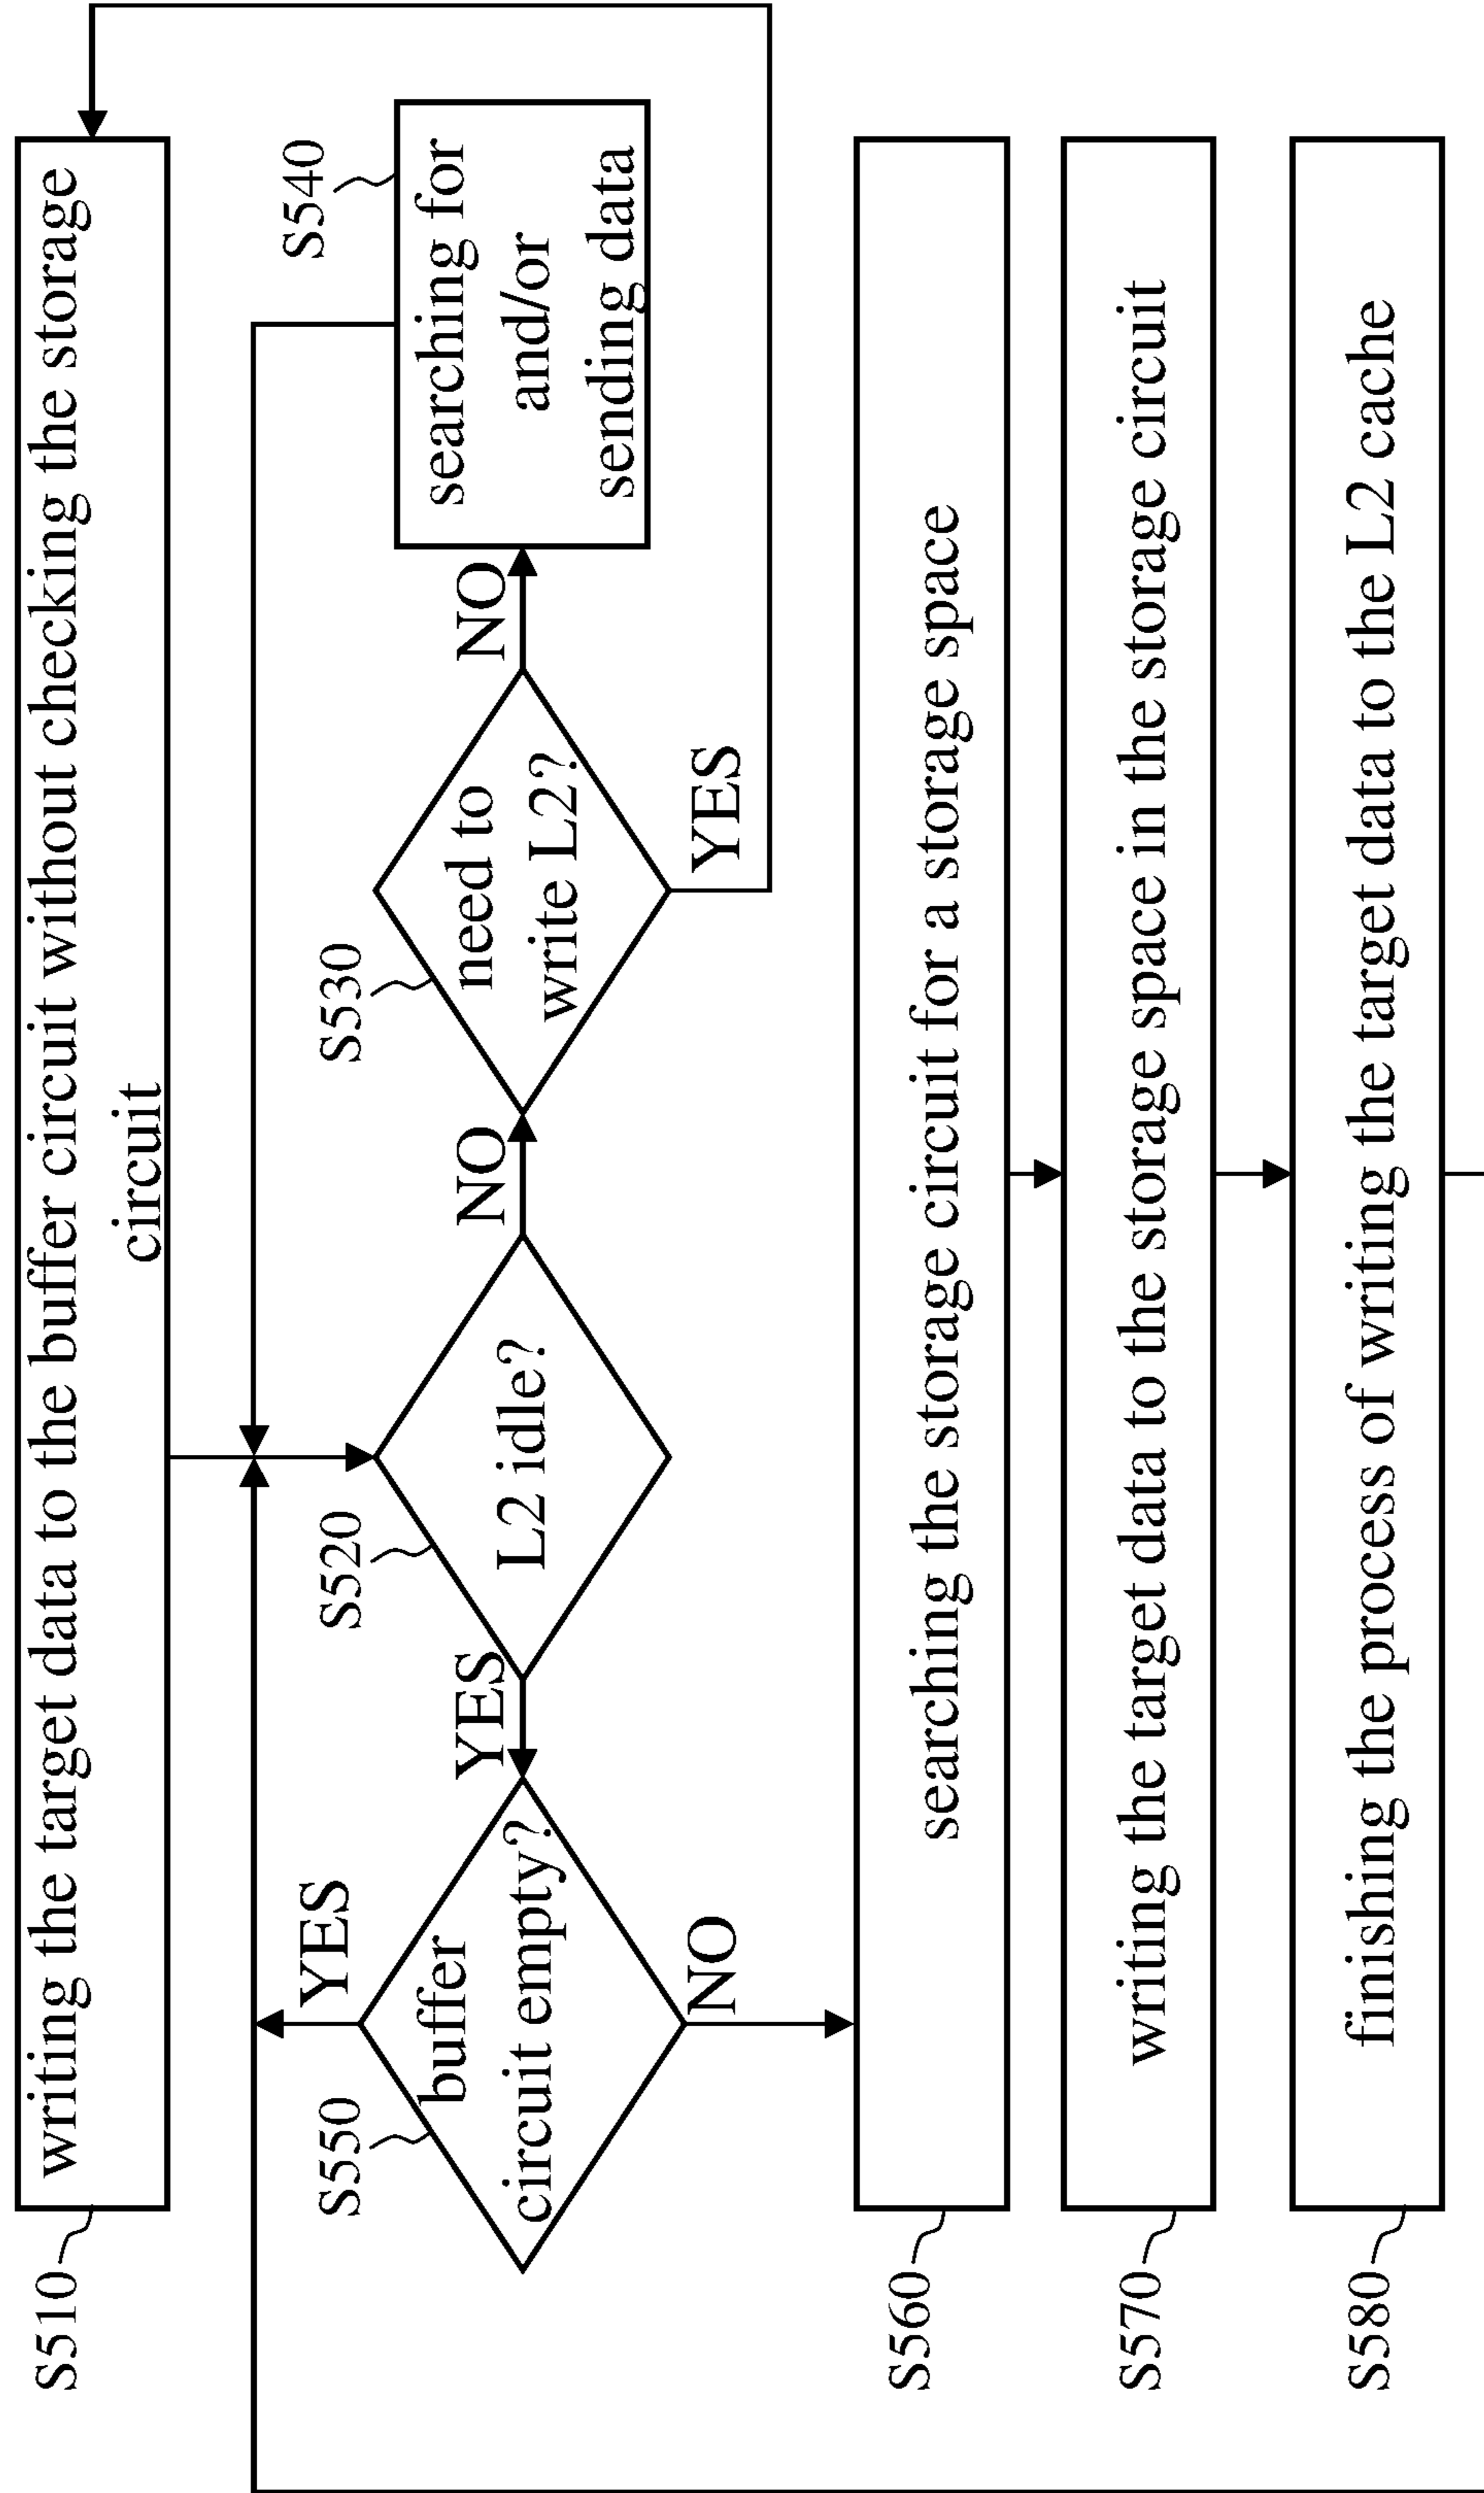 S510
writing the target data to the buffer circuit without checking the storage
circuit
S550
buffer
circuit empty?
YES
NO
YES
S520
L2 idle?
NO
S530
need to
write L2?
NO
YES
S540
searching for
and/or
sending data
S560
searching the storage circuit for a storage space
S570
writing the target data to the storage space in the storage circuit
S580
finishing the process of writing the target data to the L2 cache